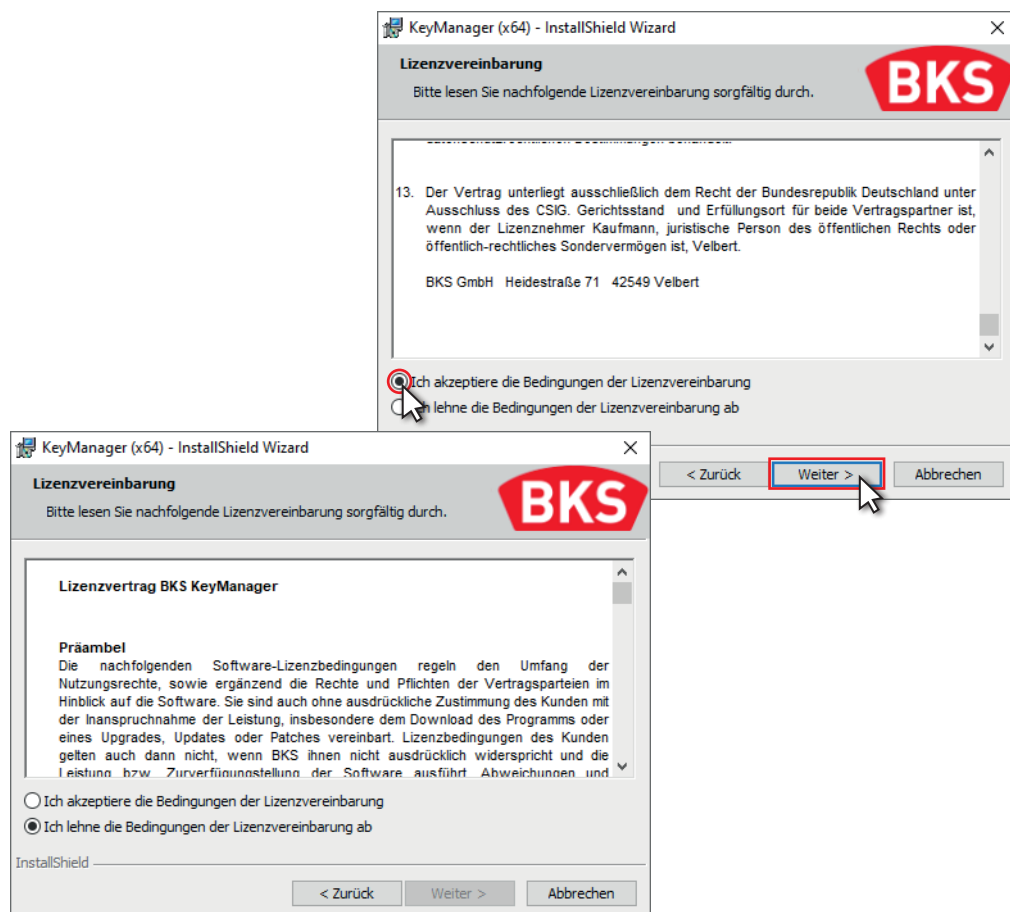 KeyManager (x64) - InstallShield Wizard
Lizenzvereinbarung
Bitte lesen Sie nachfolgende Lizenzvereinbarung sorgfältig durch.
BKS
13. Der Vertrag unterliegt ausschließlich dem Recht der Bundesrepublik Deutschland unter
Ausschluss des CSIG. Gerichtsstand und Erfüllungsort für beide Vertragspartner ist,
wenn der Lizenznehmer Kaufmann, juristische Person des öffentlichen Rechts oder
öffentlich-rechtliches Sondervermögen ist, Velbert.
BKS GmbH Heidestraße 71 42549 Velbert
Ich akzeptiere die Bedingungen der Lizenzvereinbarung
lehne die Bedingungen der Lizenzvereinbarung ab
< Zurück
Weiter >
Abbrechen
KeyManager (x64) - InstallShield Wizard
Lizenzvereinbarung
Bitte lesen Sie nachfolgende Lizenzvereinbarung sorgfältig durch.
BKS
Lizenzvertrag BKS KeyManager
Präambel
Die nachfolgenden Software-Lizenzbedingungen regeln den Umfang der
Nutzungsrechte, sowie ergänzend die Rechte und Pflichten der Vertragsparteien im
Hinblick auf die Software. Sie sind auch ohne ausdrückliche Zustimmung des Kunden mit
der Inanspruchnahme der Leistung, insbesondere dem Download des Programms oder
eines Upgrades, Updates oder Patches vereinbart. Lizenzbedingungen des Kunden
gelten auch dann nicht, wenn BKS ihnen nicht ausdrücklich widerspricht und die
Leistung bzw. Zurverfügungstellung der Software ausführt. Abweichungen und
Ich akzeptiere die Bedingungen der Lizenzvereinbarung
Ich lehne die Bedingungen der Lizenzvereinbarung ab
InstallShield
< Zurück
Weiter >
Abbrechen